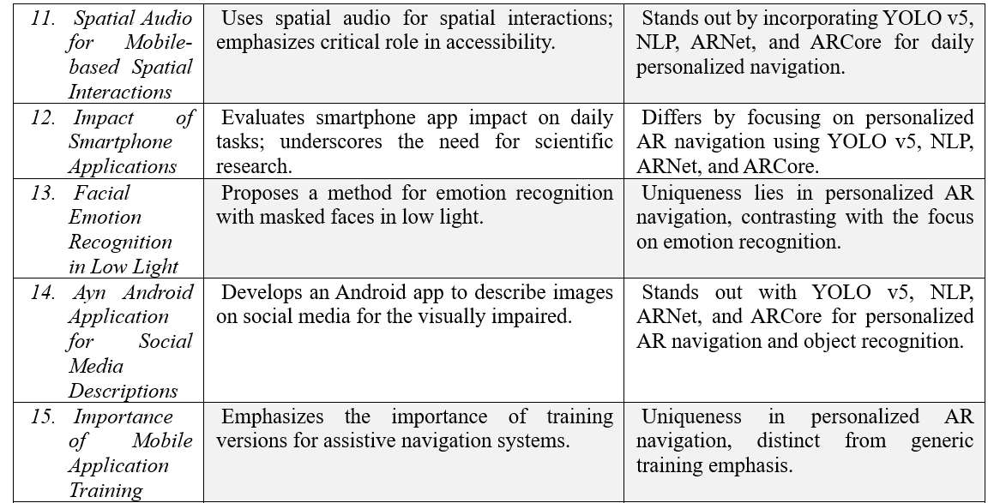 11. Spatial Audio
for Mobile-
based Spatial
Interactions
Uses spatial audio for spatial interactions;
emphasizes critical role in accessibility.
Stands out by incorporating YOLO v5,
NLP, ARNet, and ARCore for daily
personalized navigation.
12. Impact of
Smartphone
Applications
Evaluates smartphone app impact on daily
tasks; underscores the need for scientific
research.
Differs by focusing on personalized
AR navigation using YOLO v5, NLP,
ARNet, and ARCore.
13. Facial
Emotion
Recognition
in Low Light
Proposes a method for emotion recognition
with masked faces in low light.
Uniqueness lies in personalized AR
navigation, contrasting with the focus
on emotion recognition.
14. Ayn Android
Application
for Social
Media
Descriptions
Develops an Android app to describe images
on social media for the visually impaired.
Stands out with YOLO v5, NLP,
ARNet, and ARCore for personalized
AR navigation and object recognition.
15. Importance
of Mobile
Application
Training
Emphasizes the importance of training
versions for assistive navigation systems.
Uniqueness in personalized AR
navigation, distinct from generic
training emphasis.